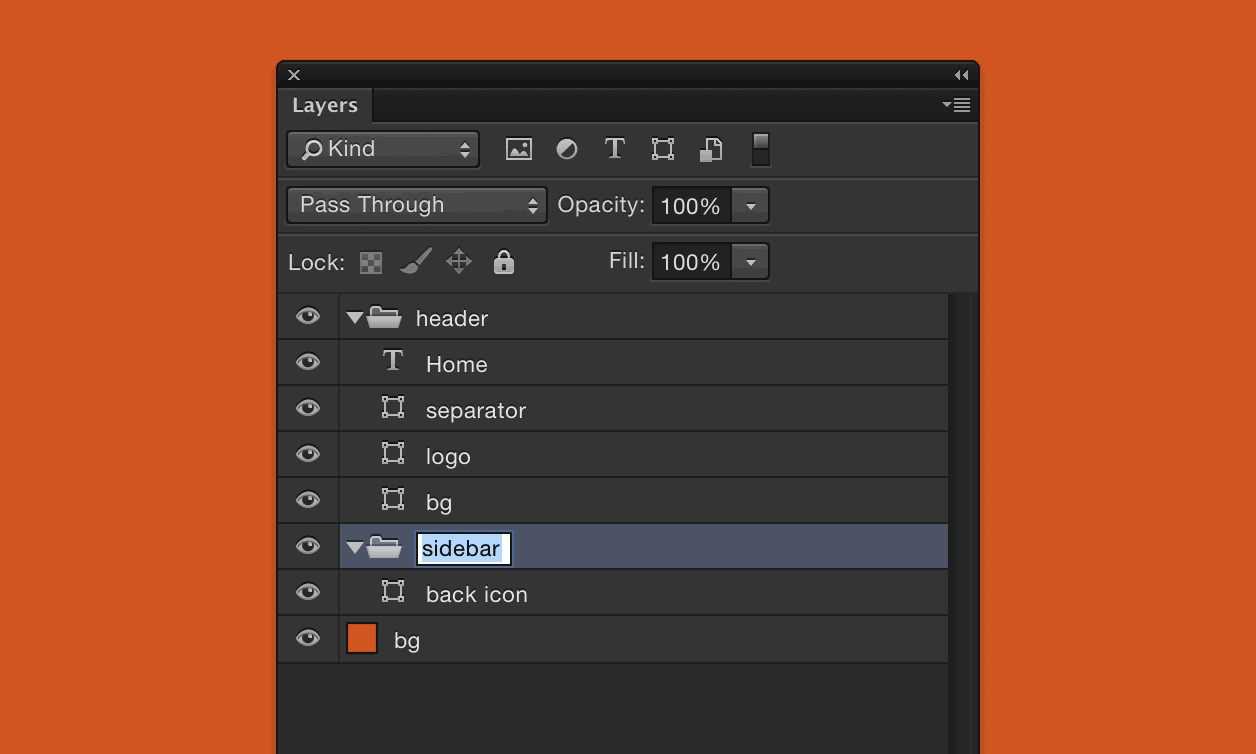 Layers
Kind
Pass Through Opacity: 100%
Lock: Fill: 100%
header
Home
separator
logo
bg
sidebar
back icon
bg